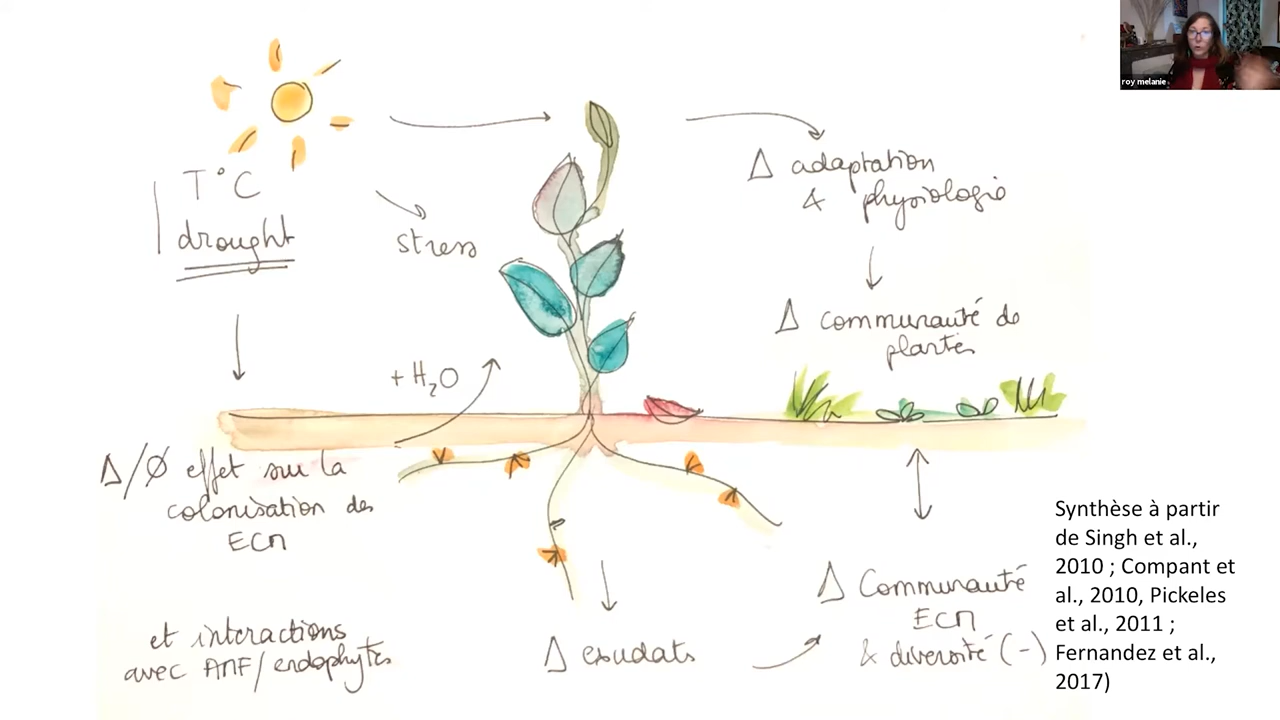 roy melanie
T°C
drought
stress
Δ adaptation
& physiologie
Δ communauté de
plantes
+ H₂O
Δ/Ø effet sur la
colonisation des
ECM
et interactions
avec AMF/endophytes
Δ exudats
Δ Communauté
ECM
& diversité (-)
Synthèse à partir
de Singh et al.,
2010 ; Compant et
al., 2010, Pickeles
et al., 2011 ;
Fernandez et al.,
2017)